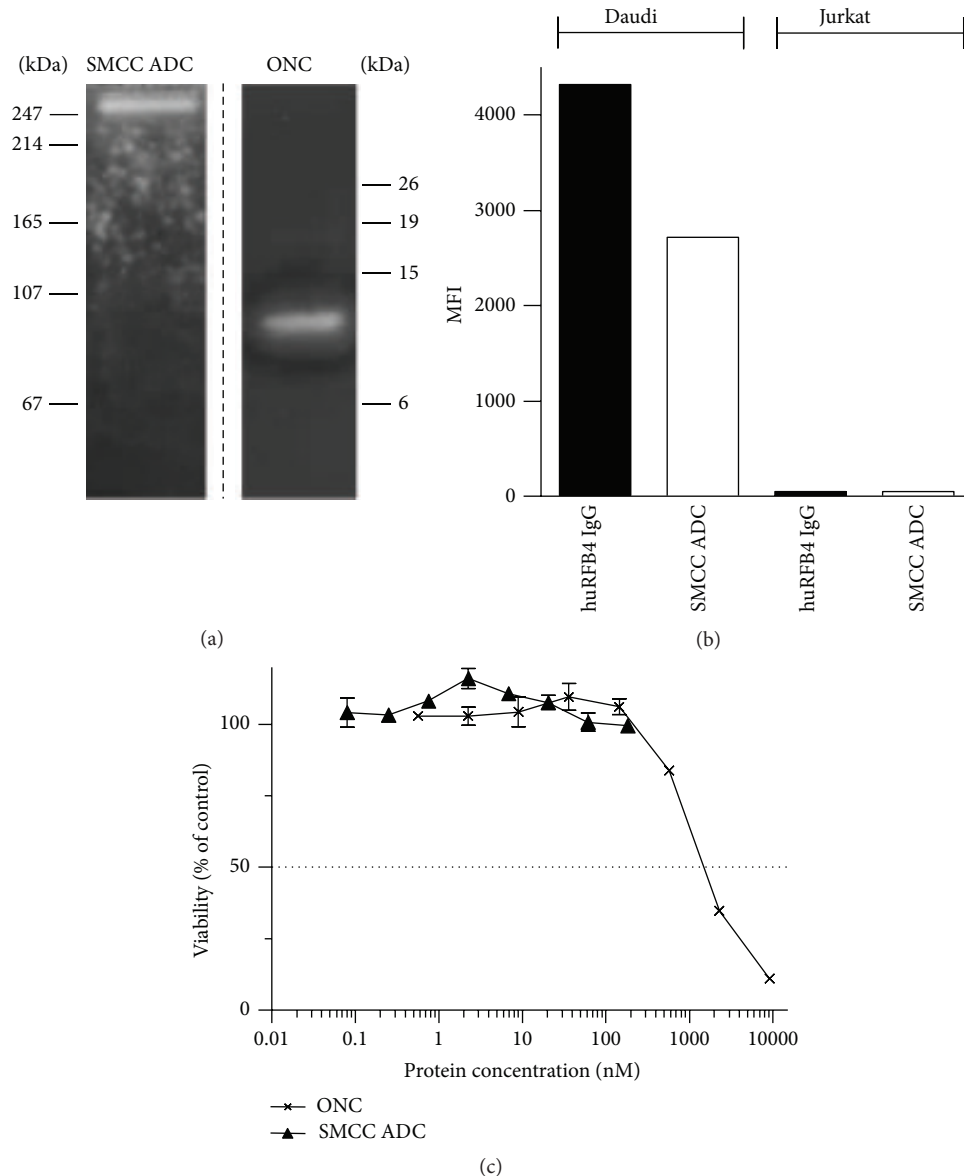 (kDa) SMCC ADC ONC (kDa)
247
214
165
107
67
26
19
15
6
(a)
Daudi Jurkat
MFI
4000
3000
2000
1000
0
huRFB4 IgG
SMCC ADC
huRFB4 IgG
SMCC ADC
(b)
Viability (% of control)
100
50
0
0.01 0.1 1 10 100 1000 10000
Protein concentration (nM)
ONC
SMCC ADC
(c)